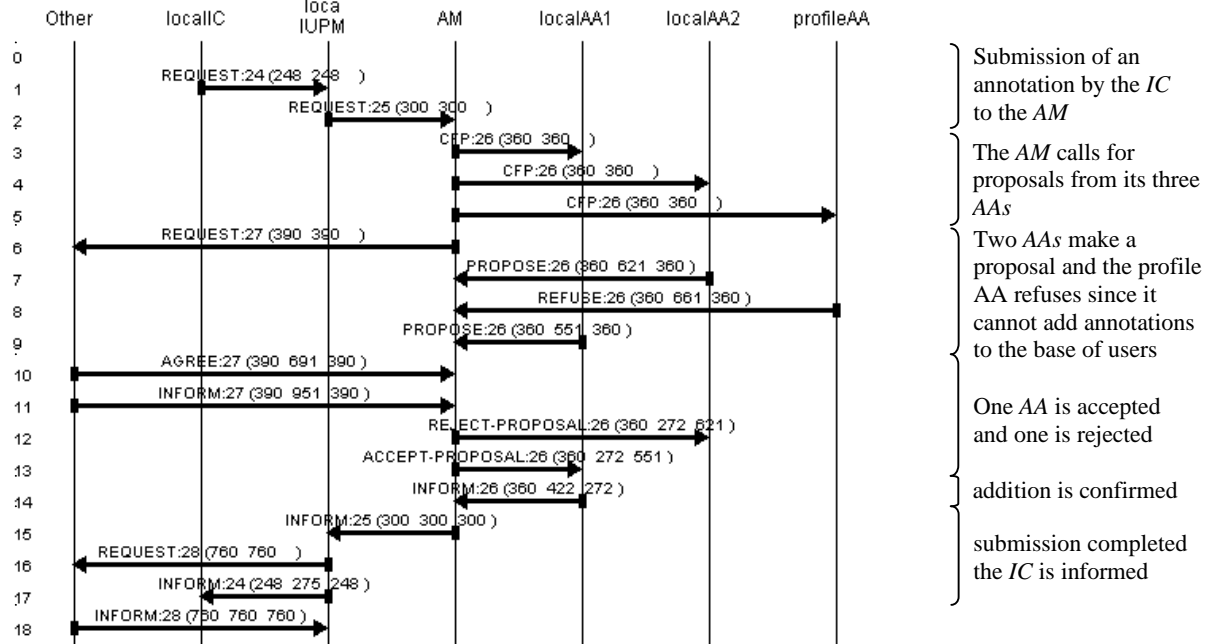 Other localIC local IUPM AM localAA1 localAA2 profileAA
0
REQUEST:24 (248 248 )
1
REQUEST:25 (300 300 )
2
CFP:26 (360 360 )
3
CFP:26 (360 360 )
4
CFP:26 (360 360 )
5
REQUEST:27 (390 390 )
6
PROPOSE:26 (360 621 360 )
7
REFUSE:26 (360 661 360 )
8
PROPOSE:26 (360 551 360 )
9
AGREE:27 (390 691 390 )
10
INFORM:27 (390 951 390 )
11
REJECT-PROPOSAL:26 (360 272 621 )
12
ACCEPT-PROPOSAL:26 (360 272 551 )
13
INFORM:26 (360 422 272 )
14
INFORM:25 (300 300 300 )
15
REQUEST:28 (760 760 )
16
INFORM:24 (248 275 248 )
17
INFORM:28 (760 760 760 )
18
Submission of an
annotation by the IC
to the AM
The AM calls for
proposals from its three
AAs
Two AAs make a
proposal and the profile
AA refuses since it
cannot add annotations
to the base of users
One AA is accepted
and one is rejected
addition is confirmed
submission completed
the IC is informed